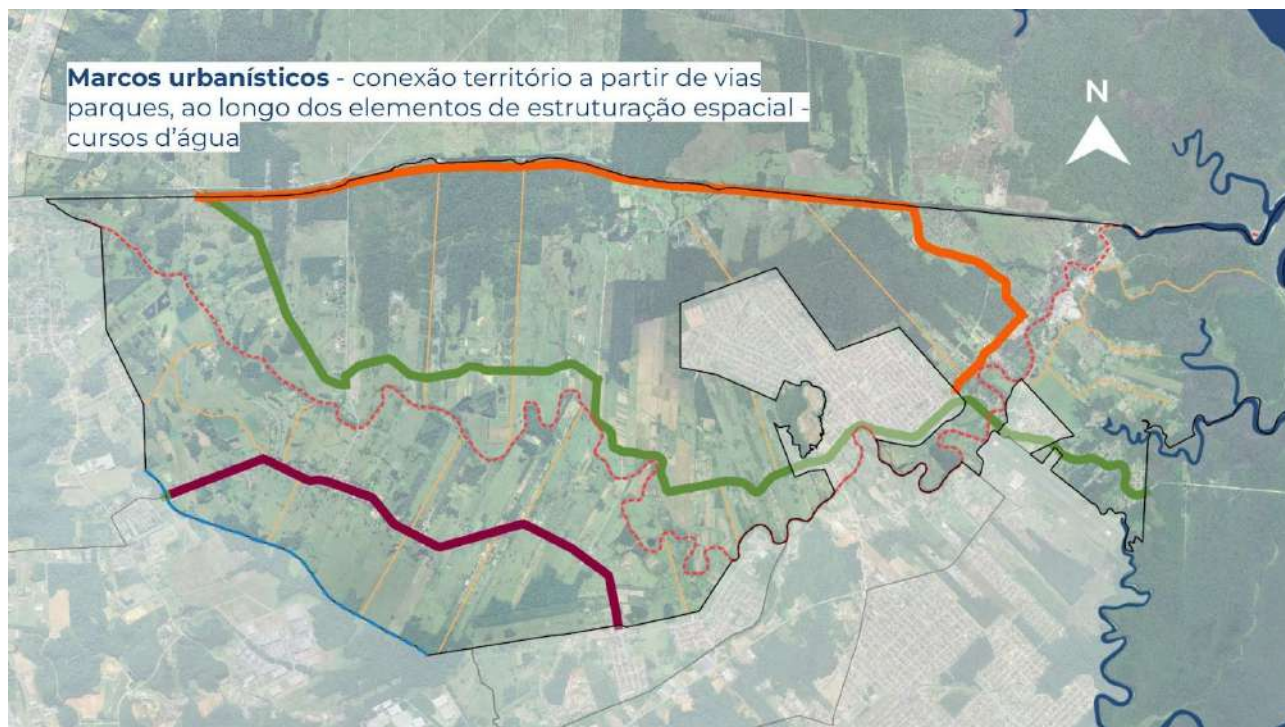 Marcos urbanísticos - conexão território a partir de vias
parques, ao longo dos elementos de estruturação espacial -
cursos d'água
N